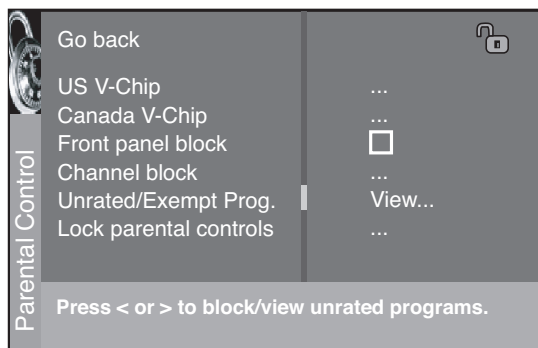 Parental Control
Go back
US V-Chip ...
Canada V-Chip ...
Front panel block
Channel block ...
Unrated/Exempt Prog. View...
Lock parental controls ...
Press < or > to block/view unrated programs.